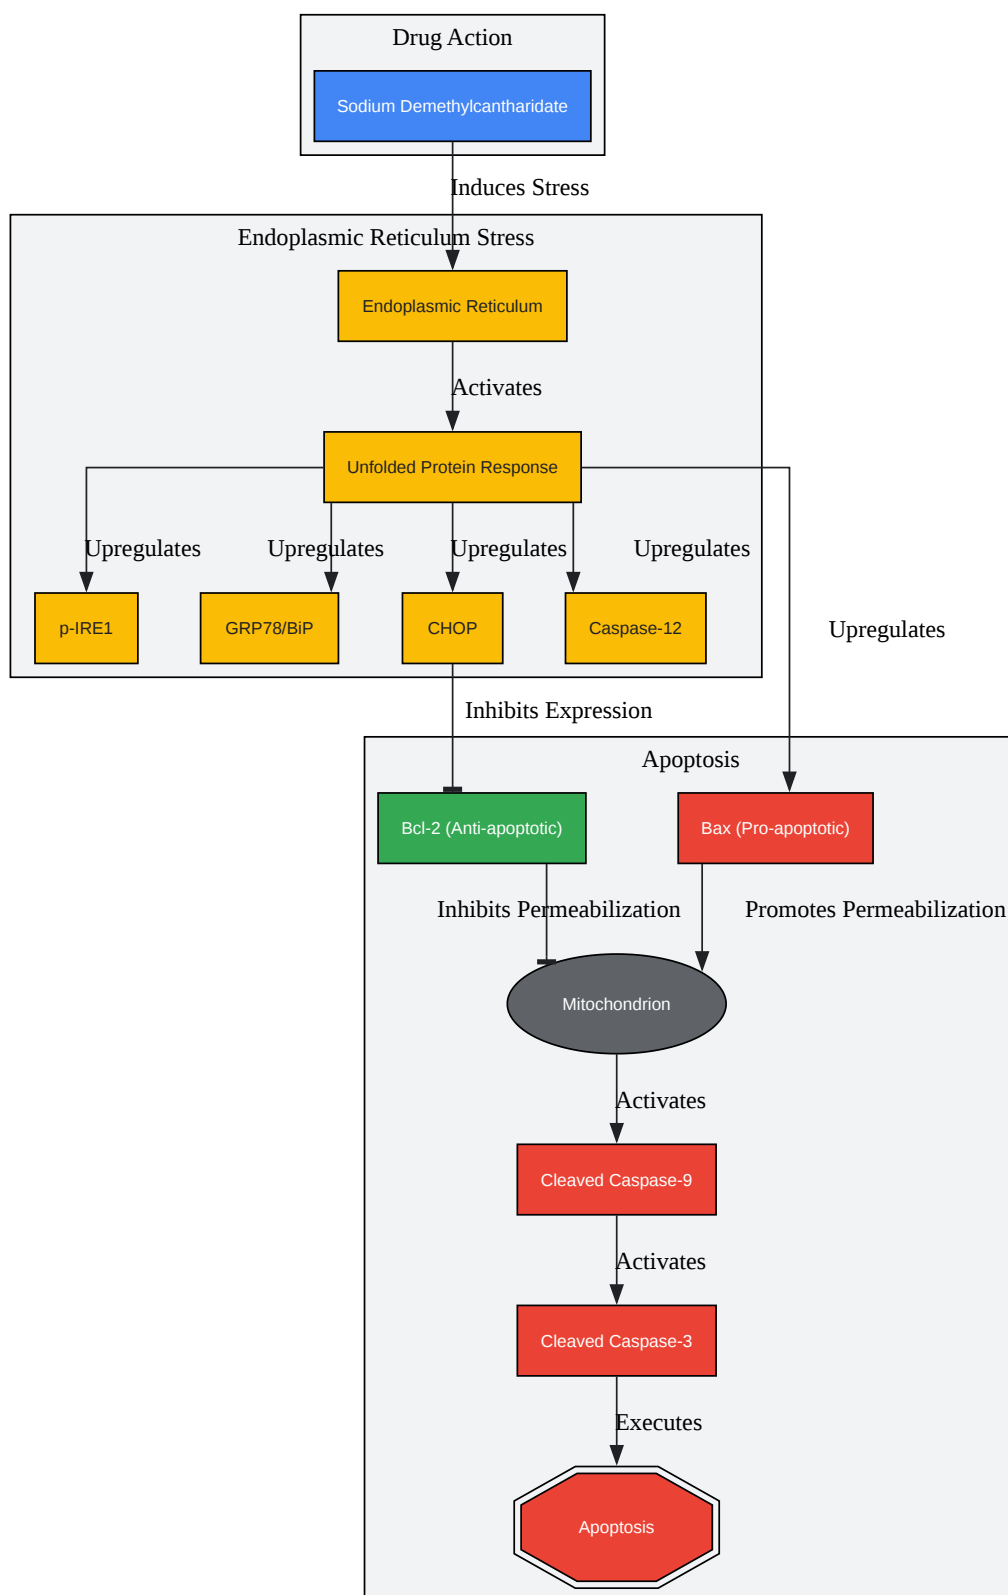 Drug Action
Sodium Demethylcantharidate
Induces Stress
Endoplasmic Reticulum Stress
Endoplasmic Reticulum
Activates
Unfolded Protein Response
Upregulates
Upregulates
Upregulates
Upregulates
p-IRE1
GRP78/BiP
CHOP
Caspase-12
Upregulates
Inhibits Expression
Apoptosis
Bcl-2 (Anti-apoptotic)
Bax (Pro-apoptotic)
Inhibits Permeabilization
Promotes Permeabilization
Mitochondrion
Activates
Cleaved Caspase-9
Activates
Cleaved Caspase-3
Executes
Apoptosis